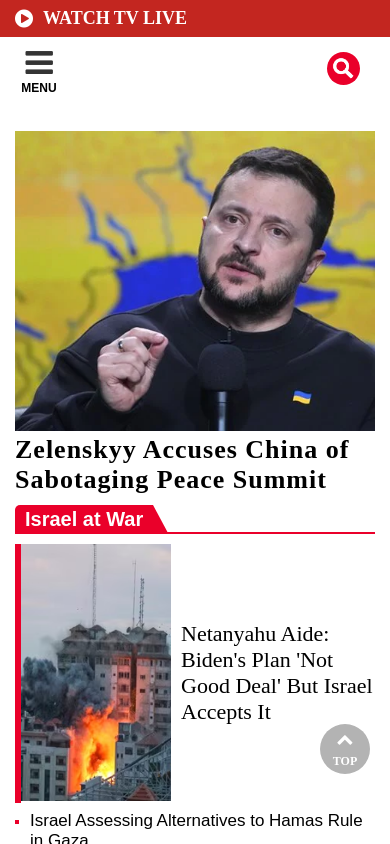 WATCH TV LIVE
MENU
Zelenskyy Accuses China of
Sabotaging Peace Summit
Israel at War
Netanyahu Aide:
Biden's Plan 'Not
Good Deal' But Israel
Accepts It
TOP
Israel Assessing Alternatives to Hamas Rule
in Gaza